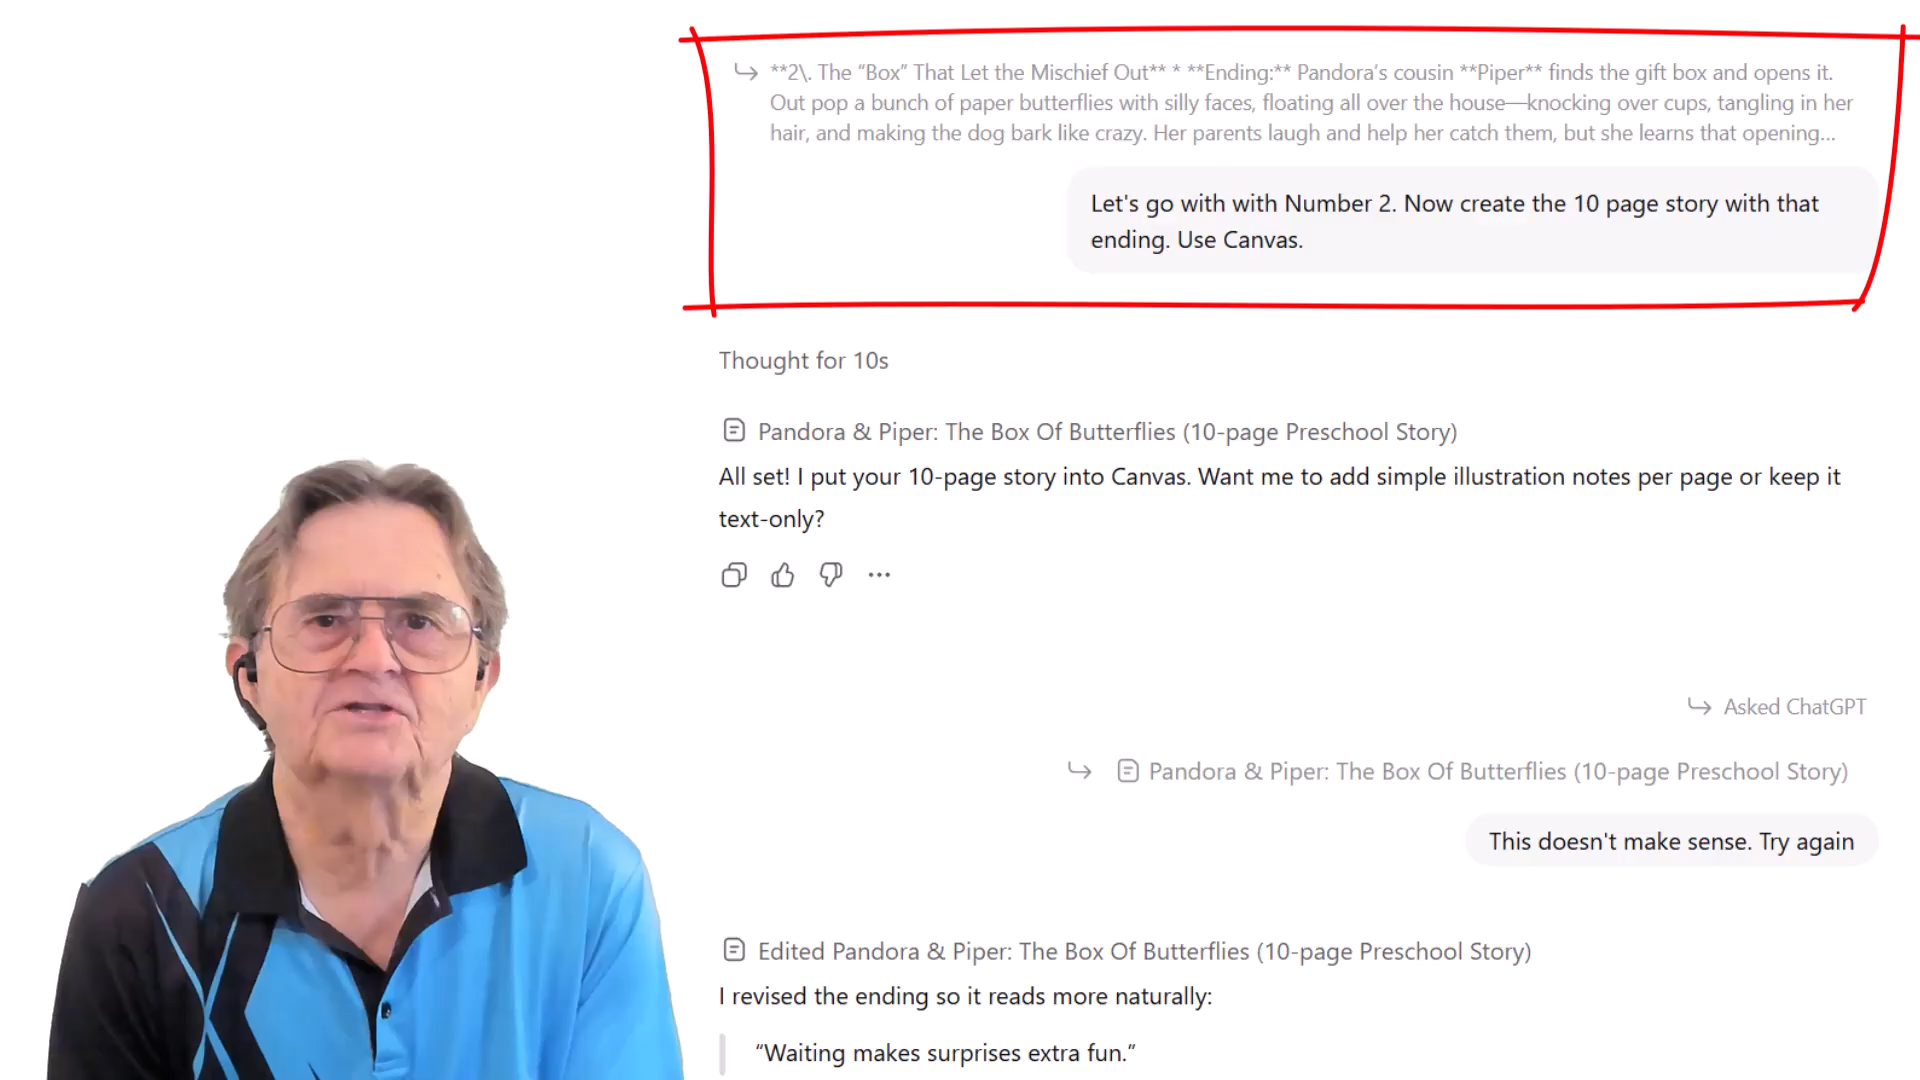 **2\. The “Box” That Let the Mischief Out** * **Ending:** Pandora’s cousin **Piper** finds the gift box and opens it.
Out pop a bunch of paper butterflies with silly faces, floating all over the house—knocking over cups, tangling in her
hair, and making the dog bark like crazy. Her parents laugh and help her catch them, but she learns that opening...
Let's go with with Number 2. Now create the 10 page story with that
ending. Use Canvas.
Thought for 10s
Pandora & Piper: The Box Of Butterflies (10-page Preschool Story)
All set! I put your 10-page story into Canvas. Want me to add simple illustration notes per page or keep it
text-only?
Asked ChatGPT
Pandora & Piper: The Box Of Butterflies (10-page Preschool Story)
This doesn't make sense. Try again
Edited Pandora & Piper: The Box Of Butterflies (10-page Preschool Story)
I revised the ending so it reads more naturally:
“Waiting makes surprises extra fun.”